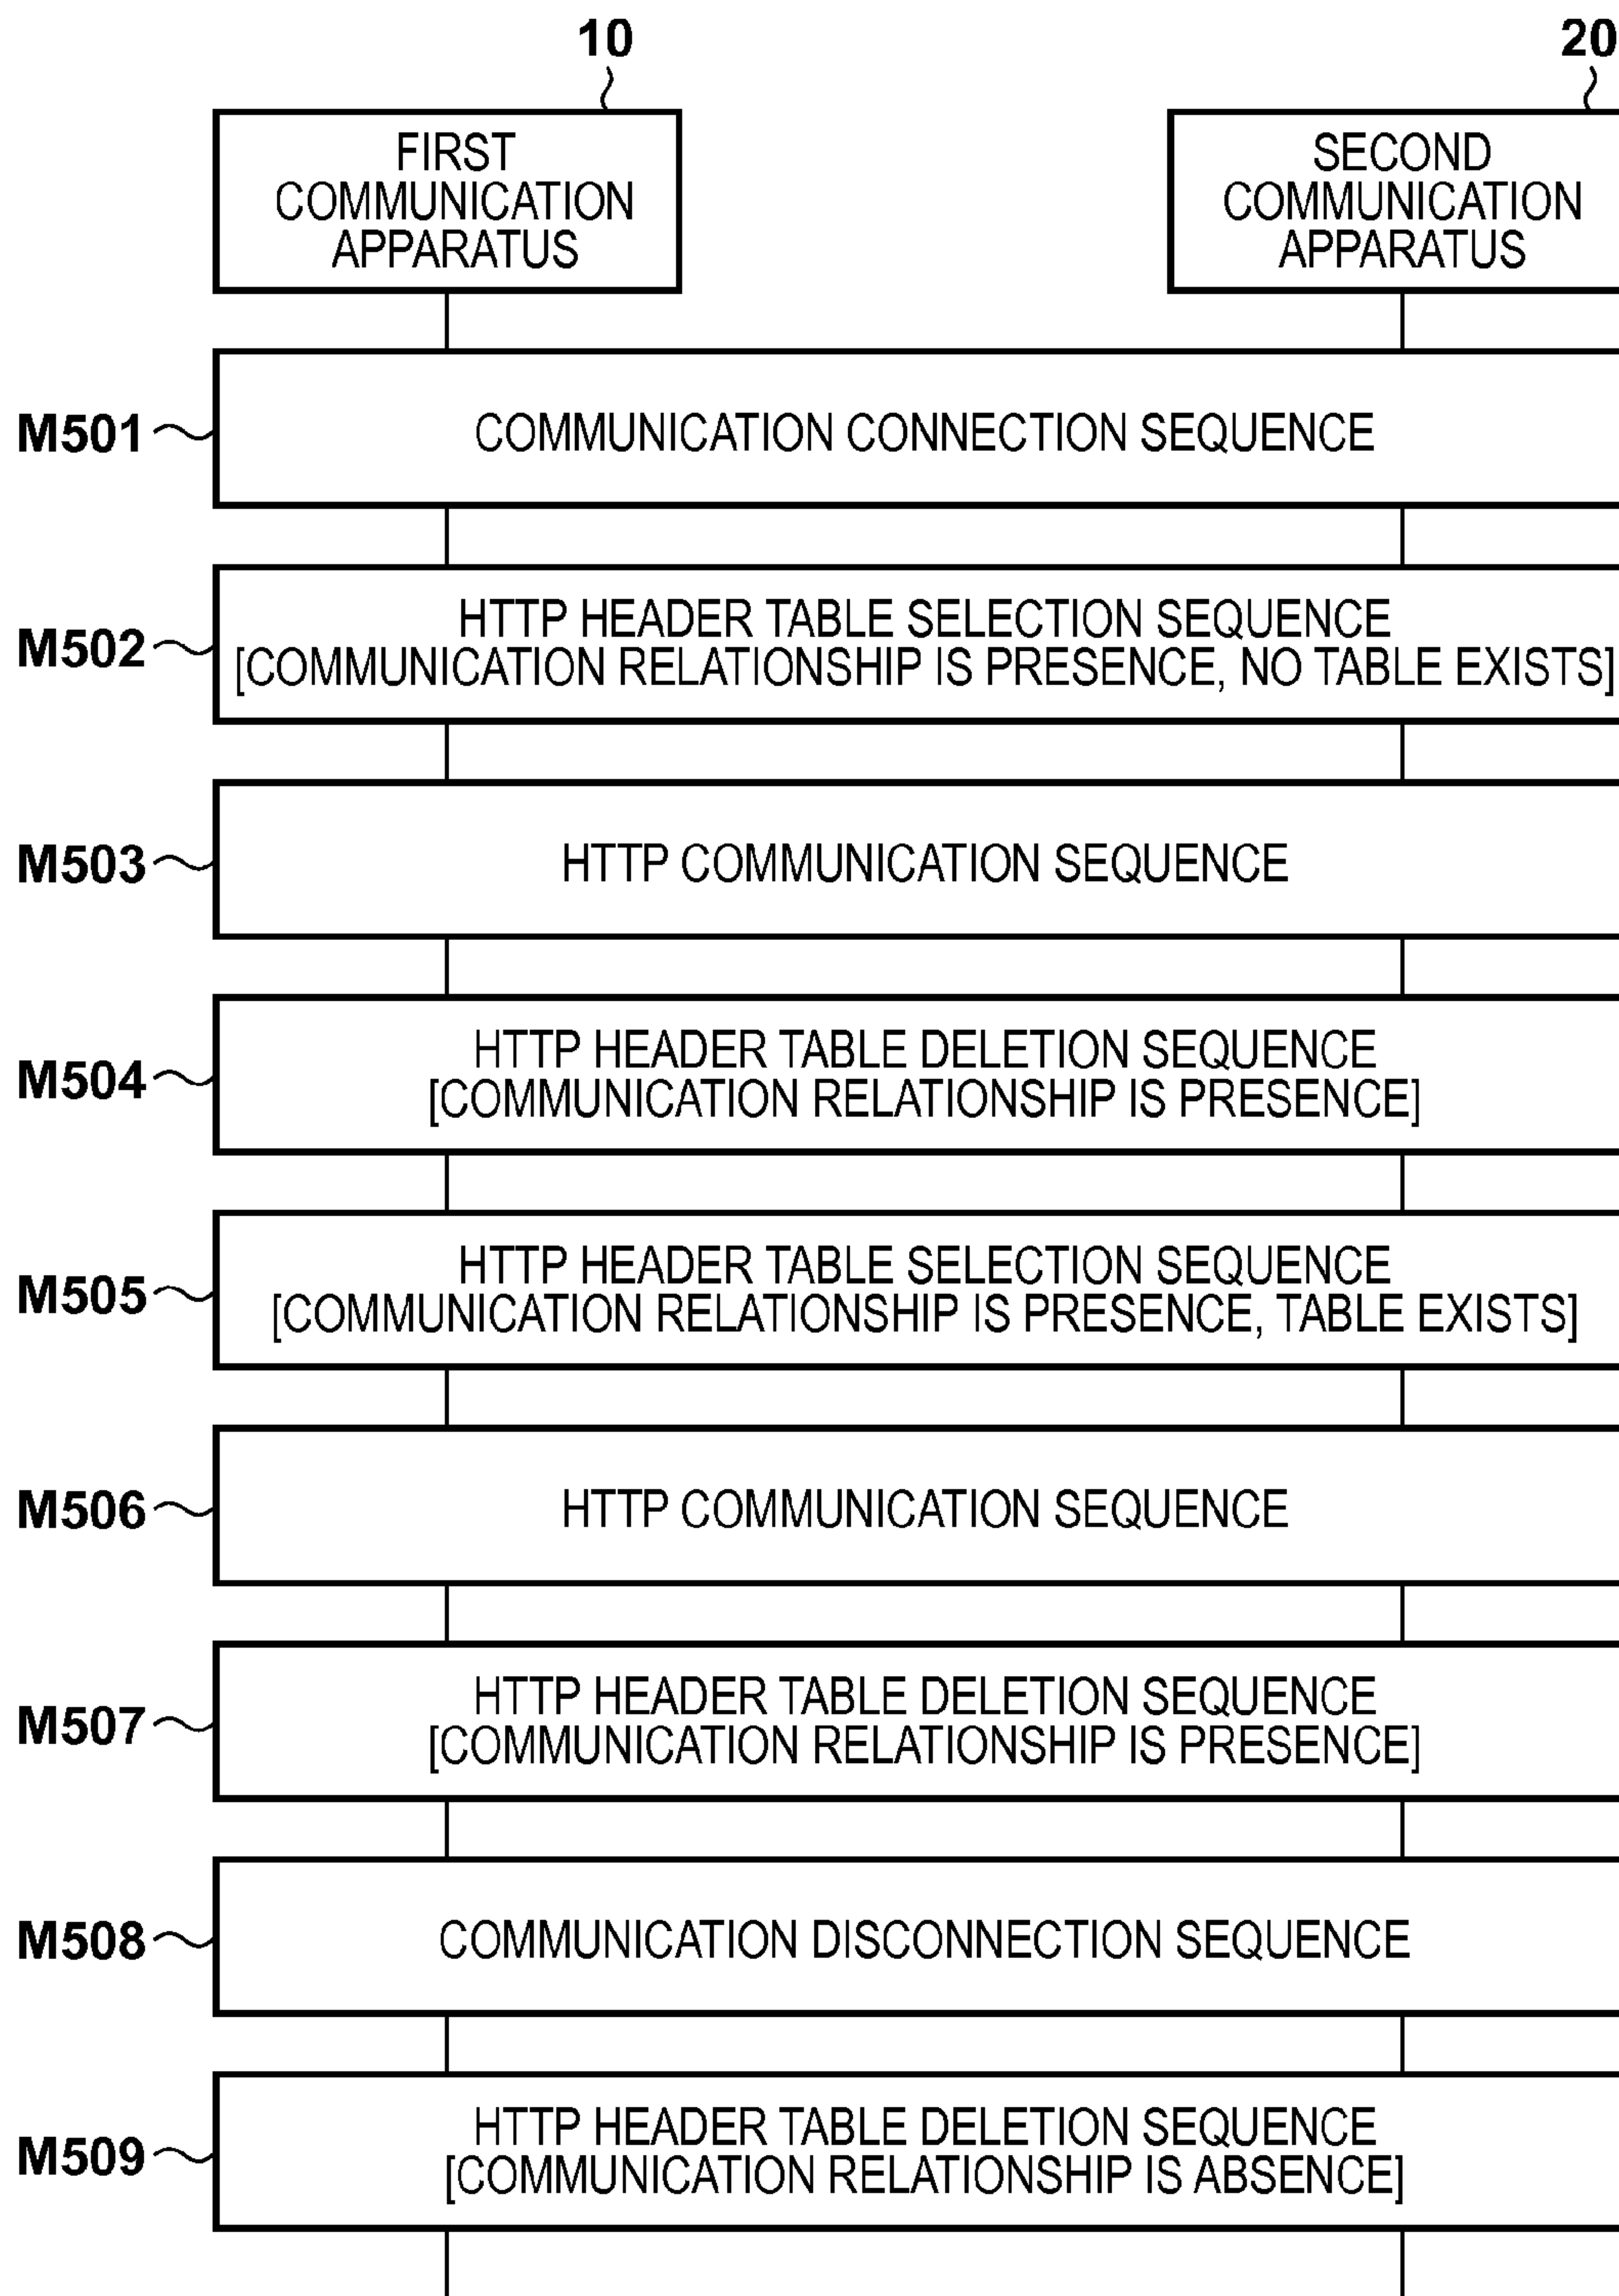 10
20
FIRST
COMMUNICATION
APPARATUS
SECOND
COMMUNICATION
APPARATUS
M501
COMMUNICATION CONNECTION SEQUENCE
M502
HTTP HEADER TABLE SELECTION SEQUENCE
[COMMUNICATION RELATIONSHIP IS PRESENCE, NO TABLE EXISTS]
M503
HTTP COMMUNICATION SEQUENCE
M504
HTTP HEADER TABLE DELETION SEQUENCE
[COMMUNICATION RELATIONSHIP IS PRESENCE]
M505
HTTP HEADER TABLE SELECTION SEQUENCE
[COMMUNICATION RELATIONSHIP IS PRESENCE, TABLE EXISTS]
M506
HTTP COMMUNICATION SEQUENCE
M507
HTTP HEADER TABLE DELETION SEQUENCE
[COMMUNICATION RELATIONSHIP IS PRESENCE]
M508
COMMUNICATION DISCONNECTION SEQUENCE
M509
HTTP HEADER TABLE DELETION SEQUENCE
[COMMUNICATION RELATIONSHIP IS ABSENCE]